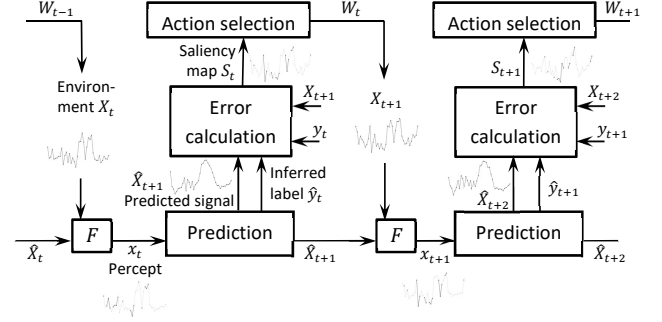 W_{t−1}
Action selection
W_t
Action selection
W_{t+1}
Saliency
map S_t
S_{t+1}
Environ-
ment X_t
Error
calculation
X_{t+1}
y_t
X_{t+1}
Error
calculation
X_{t+2}
y_{t+1}
X̂_{t+1}
Predicted signal
Inferred
label ŷ_t
X̂_{t+2}
ŷ_{t+1}
F
Prediction
F
Prediction
X̂_t
x_t
Percept
X̂_{t+1}
x_{t+1}
X̂_{t+2}